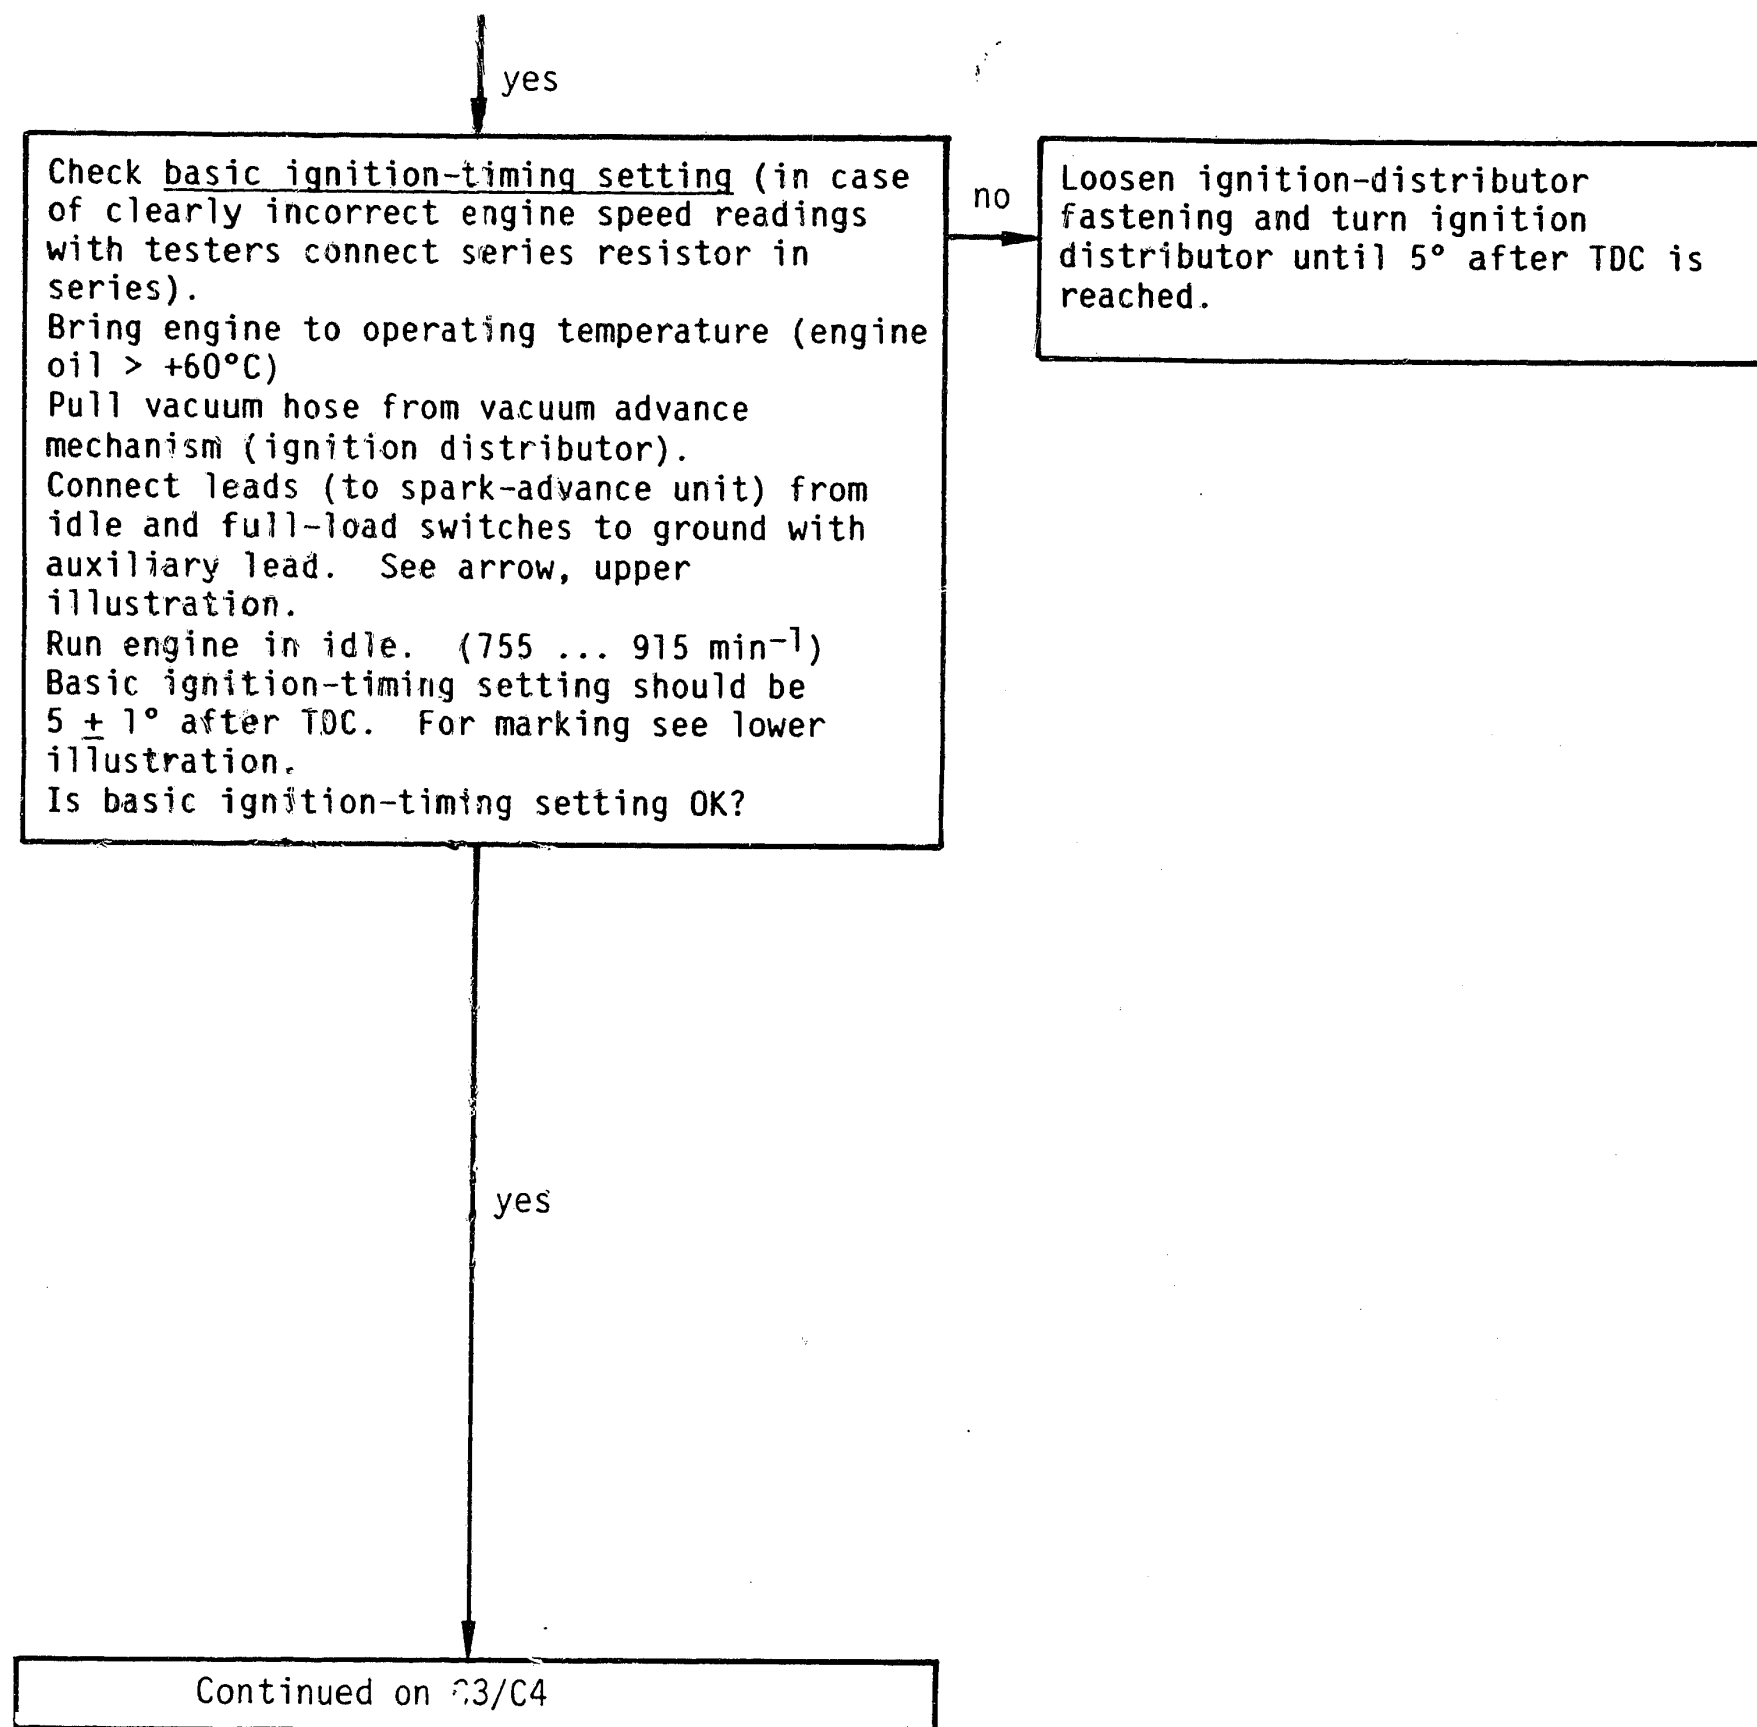 yes
Check basic ignition-timing setting (in case
of clearly incorrect engine speed readings
with testers connect series resistor in
series).
Bring engine to operating temperature (engine
oil > +60°C)
Pull vacuum hose from vacuum advance
mechanism (ignition distributor).
Connect leads (to spark-advance unit) from
idle and full-load switches to ground with
auxiliary lead.  See arrow, upper
illustration.
Run engine in idle.  (755 ... 915 min⁻¹)
Basic ignition-timing setting should be
5 ± 1° after TDC.  For marking see lower
illustration.
Is basic ignition-timing setting OK?
no
Loosen ignition-distributor
fastening and turn ignition
distributor until 5° after TDC is
reached.
yes
Continued on